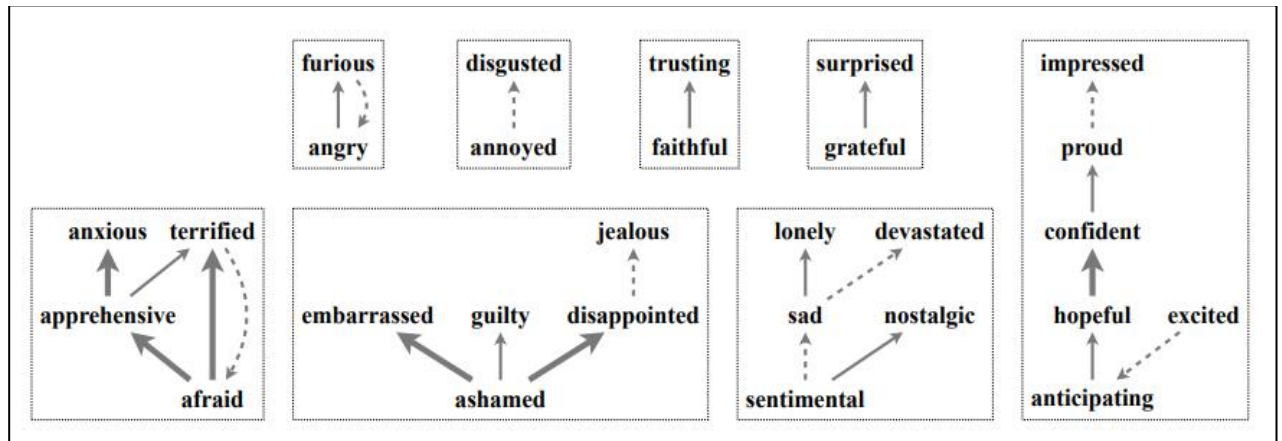 furious disgusted trusting surprised impressed
angry annoyed faithful grateful proud
anxious terrified jealous lonely devastated confident
apprehensive embarrassed guilty disappointed sad nostalgic hopeful excited
afraid ashamed sentimental anticipating